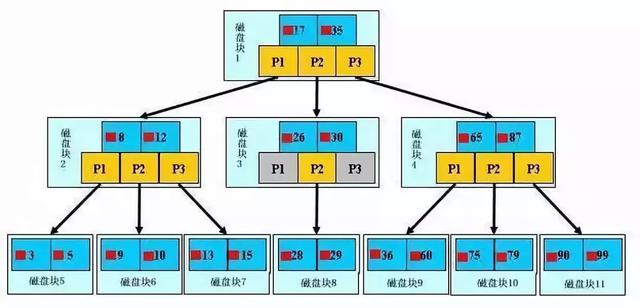 磁盘块1 17 35
P1 P2 P3
磁盘块2 8 12
P1 P2 P3
磁盘块3 26 30
P1 P2 P3
磁盘块4 65 87
P1 P2 P3
3 5
磁盘块5
9 10
磁盘块6
13 15
磁盘块7
28 29
磁盘块8
36 60
磁盘块9
75 79
磁盘块10
90 99
磁盘块11